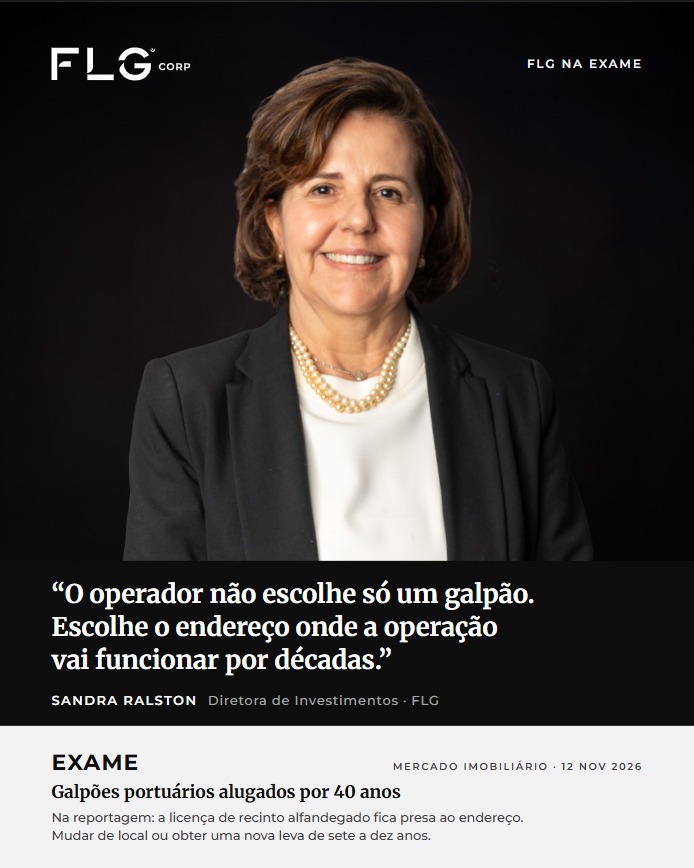 FLG CORP
FLG NA EXAME
“O operador não escolhe só um galpão.
Escolhe o endereço onde a operação
vai funcionar por décadas.”
SANDRA RALSTON Diretora de Investimentos · FLG
EXAME
MERCADO IMOBILIÁRIO · 12 NOV 2026
Galpões portuários alugados por 40 anos
Na reportagem: a licença de recinto alfandegado fica presa ao endereço.
Mudar de local ou obter uma nova leva de sete a dez anos.